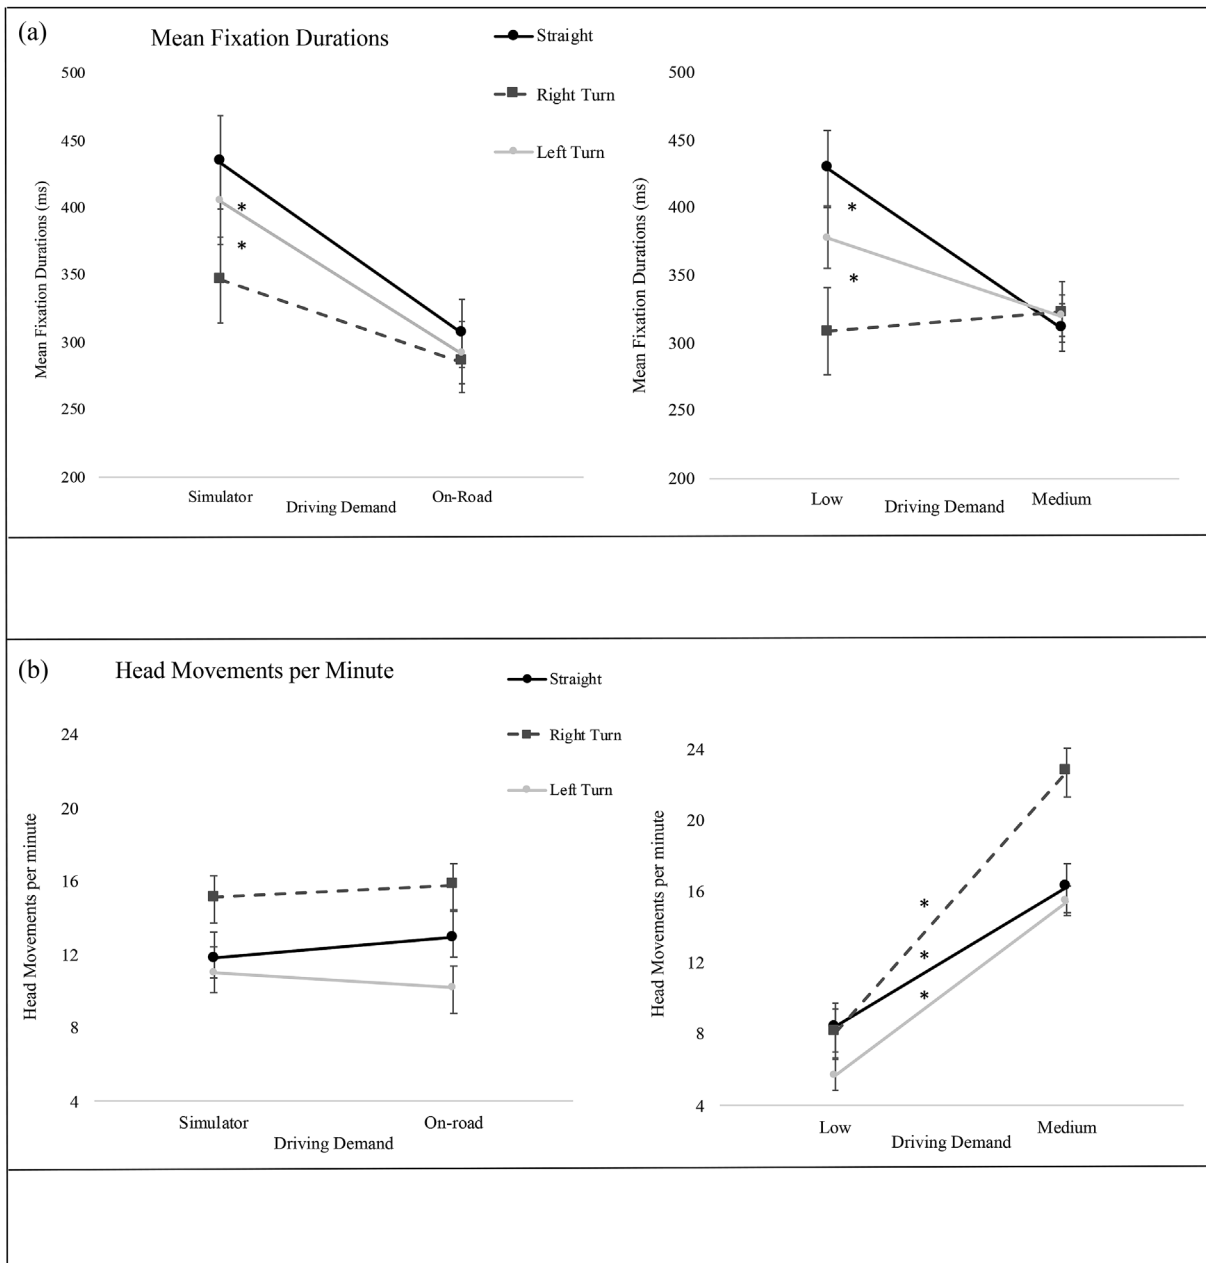 (a)
Mean Fixation Durations
Straight
Right Turn
Left Turn
Mean Fixation Durations (ms)
500
450
400
350
300
250
200
*
*
Simulator
On-Road
Driving Demand
Mean Fixation Durations (ms)
500
450
400
350
300
250
200
*
*
Low
Medium
Driving Demand
(b)
Head Movements per Minute
Straight
Right Turn
Left Turn
Head Movements per minute
24
20
16
12
8
4
Simulator
On-road
Driving Demand
Head Movements per minute
24
20
16
12
8
4
*
*
*
Low
Medium
Driving Demand